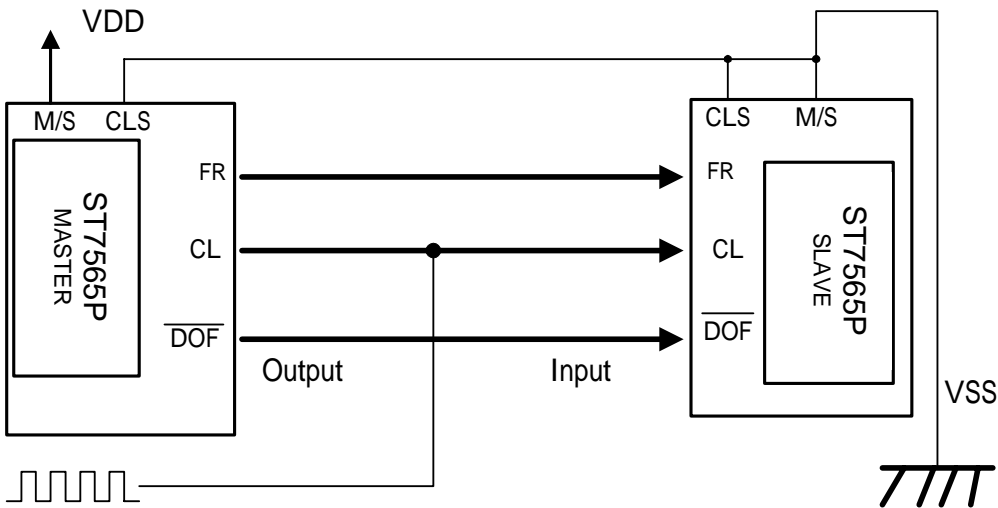 VDD
M/S CLS
CLS M/S
FR
FR
ST7565P
MASTER
CL
CL
ST7565P
SLAVE
DOF
DOF
Output
Input
VSS